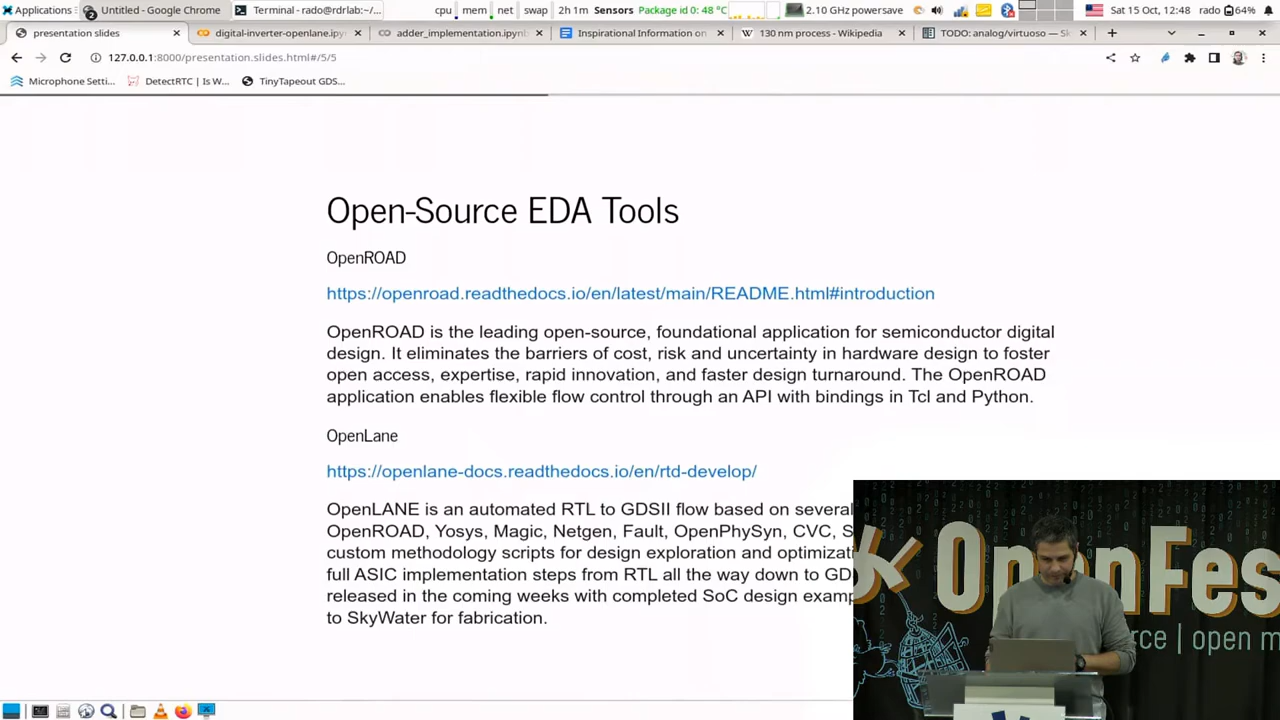 Applications
Untitled - Google Chrome
Terminal - rado@rdrlab:~/...
cpu
mem
net
swap
2h 1m
Sensors
Package id 0: 48 °C
2.10 GHz powersave
Sat 15 Oct, 12:48
rado
64%
presentation slides
digital-inverter-openlane.ipyn
adder_implementation.ipynb
Inspirational Information on
130 nm process - Wikipedia
TODO: analog/virtuoso — Sk
127.0.0.1:8000/presentation.slides.html#/5/5
Microphone Setti...
DetectRTC | Is W...
TinyTapeout GDS...
Open-Source EDA Tools
OpenROAD
https://openroad.readthedocs.io/en/latest/main/README.html#introduction
OpenROAD is the leading open-source, foundational application for semiconductor digital
design. It eliminates the barriers of cost, risk and uncertainty in hardware design to foster
open access, expertise, rapid innovation, and faster design turnaround. The OpenROAD
application enables flexible flow control through an API with bindings in Tcl and Python.
OpenLane
https://openlane-docs.readthedocs.io/en/rtd-develop/
OpenLANE is an automated RTL to GDSII flow based on several
OpenROAD, Yosys, Magic, Netgen, Fault, OpenPhySyn, CVC, S
custom methodology scripts for design exploration and optimizati
full ASIC implementation steps from RTL all the way down to GD
released in the coming weeks with completed SoC design examp
to SkyWater for fabrication.
OpenFes
rce | open m